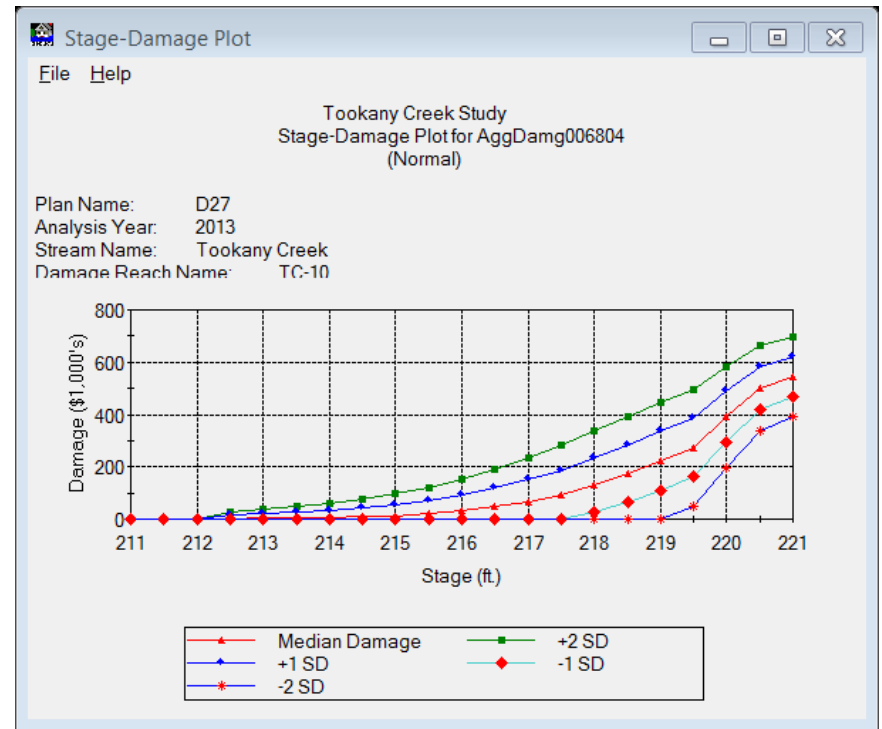 Stage-Damage Plot
File Help
Tookany Creek Study
Stage-Damage Plot for AggDamg006804
(Normal)
Plan Name: D27
Analysis Year: 2013
Stream Name: Tookany Creek
Damage Reach Name: TC-10
800
600
400
200
0
Damage ($1,000's)
211 212 213 214 215 216 217 218 219 220 221
Stage (ft.)
Median Damage +2 SD
+1 SD -1 SD
-2 SD